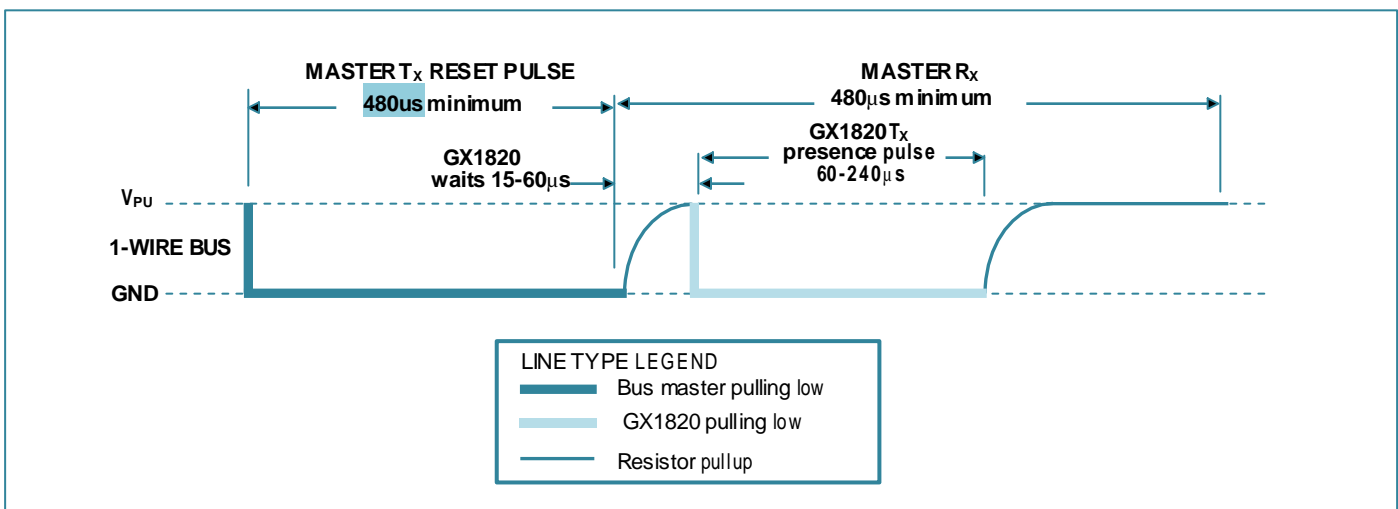 MASTER TX RESET PULSE
480us minimum
MASTER RX
480μs minimum
GX1820
waits 15-60μs
GX1820 TX
presence pulse
60-240μs
VPU
1-WIRE BUS
GND
LINE TYPE LEGEND
Bus master pulling low
GX1820 pulling low
Resistor pullup